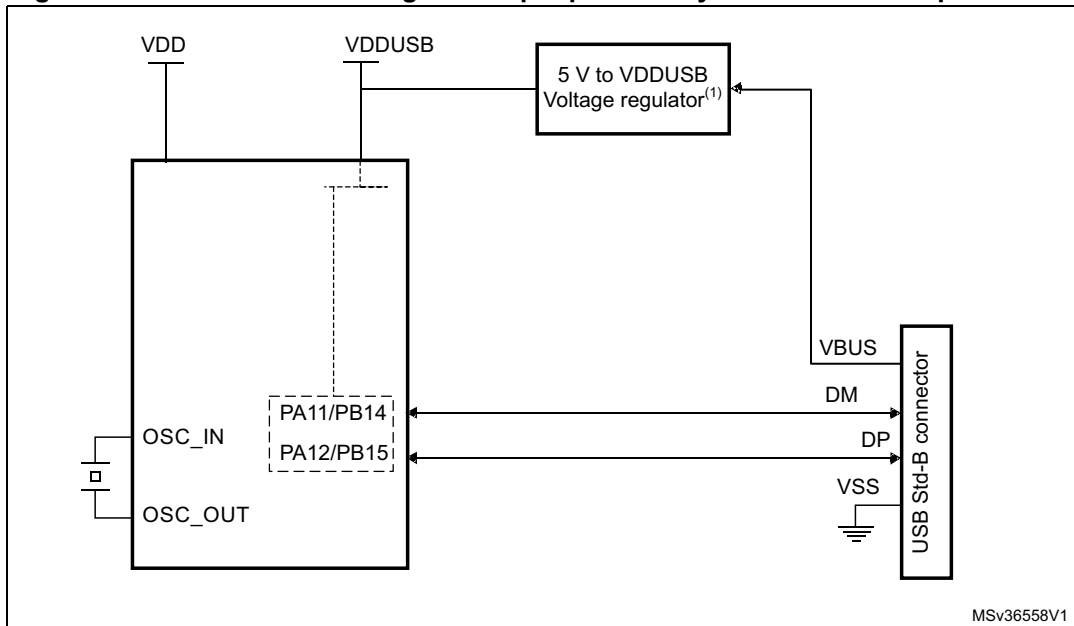 VDD
VDDUSB
5 V to VDDUSB
Voltage regulator(1)
VBUS
DM
PA11/PB14
OSC_IN
DP
PA12/PB15
VSS
OSC_OUT
USB Std-B connector
MSv36558V1